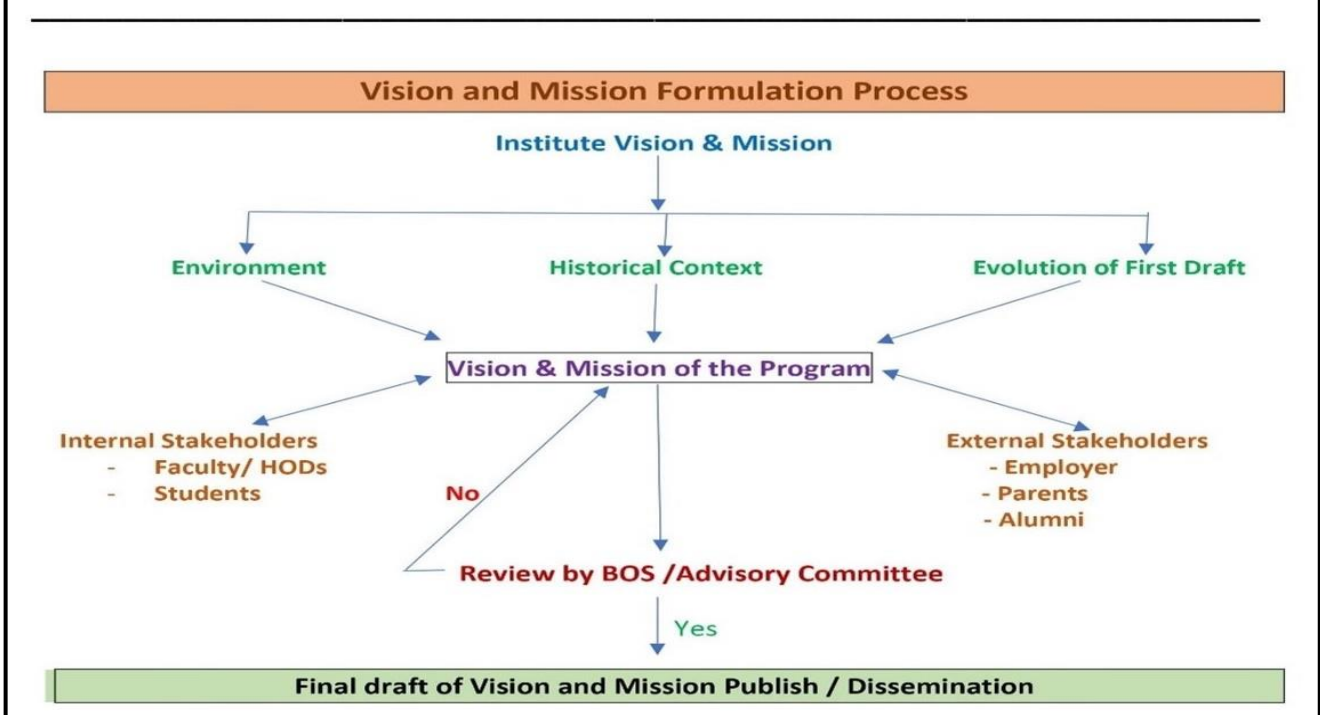 Vision and Mission Formulation Process
Institute Vision & Mission
Environment
Historical Context
Evolution of First Draft
Vision & Mission of the Program
Internal Stakeholders
- Faculty/ HODs
- Students
External Stakeholders
- Employer
- Parents
- Alumni
No
Review by BOS /Advisory Committee
Yes
Final draft of Vision and Mission Publish / Dissemination